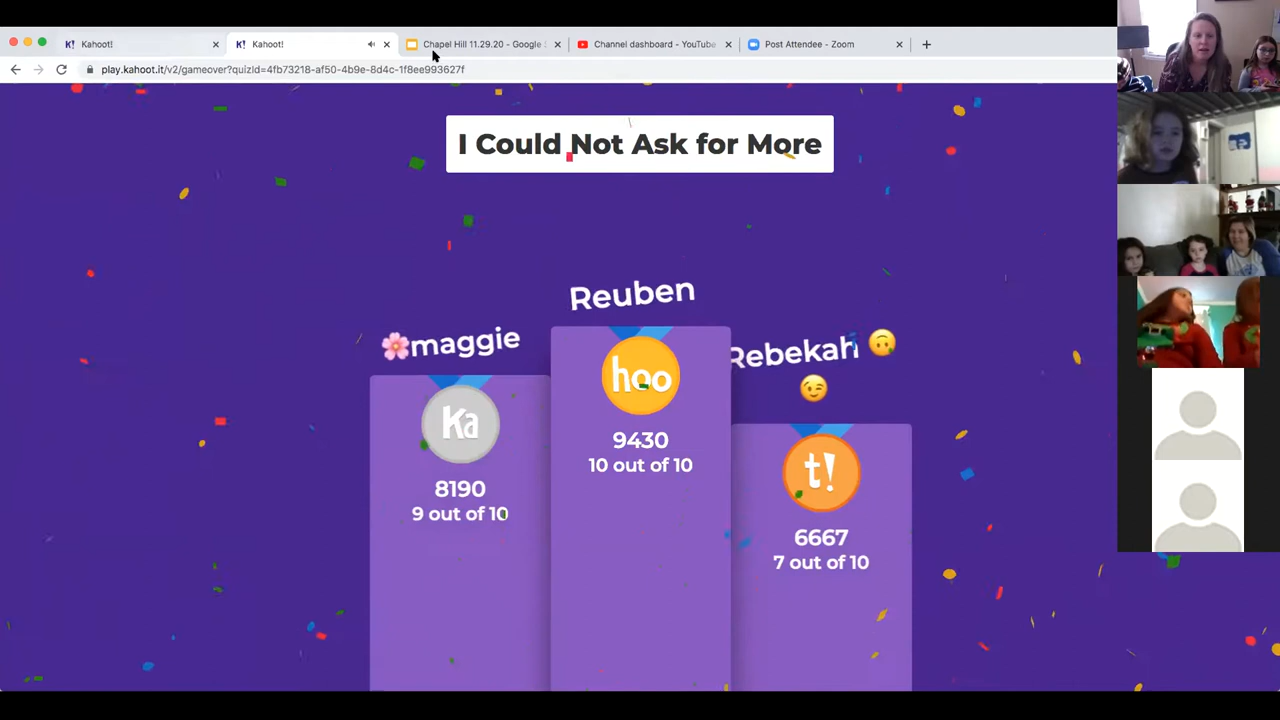 Kahoot!
Kahoot!
Chapel Hill 11.29.20 - Google S
Channel dashboard - YouTube
Post Attendee - Zoom
play.kahoot.it/v2/gameover?quizId=4fb73218-af50-4b9e-8d4c-1f8ee993627f
I Could Not Ask for More
Reuben
🌸maggie
Rebekah 🙃
😉
hoo
Ka
t!
9430
10 out of 10
8190
9 out of 10
6667
7 out of 10